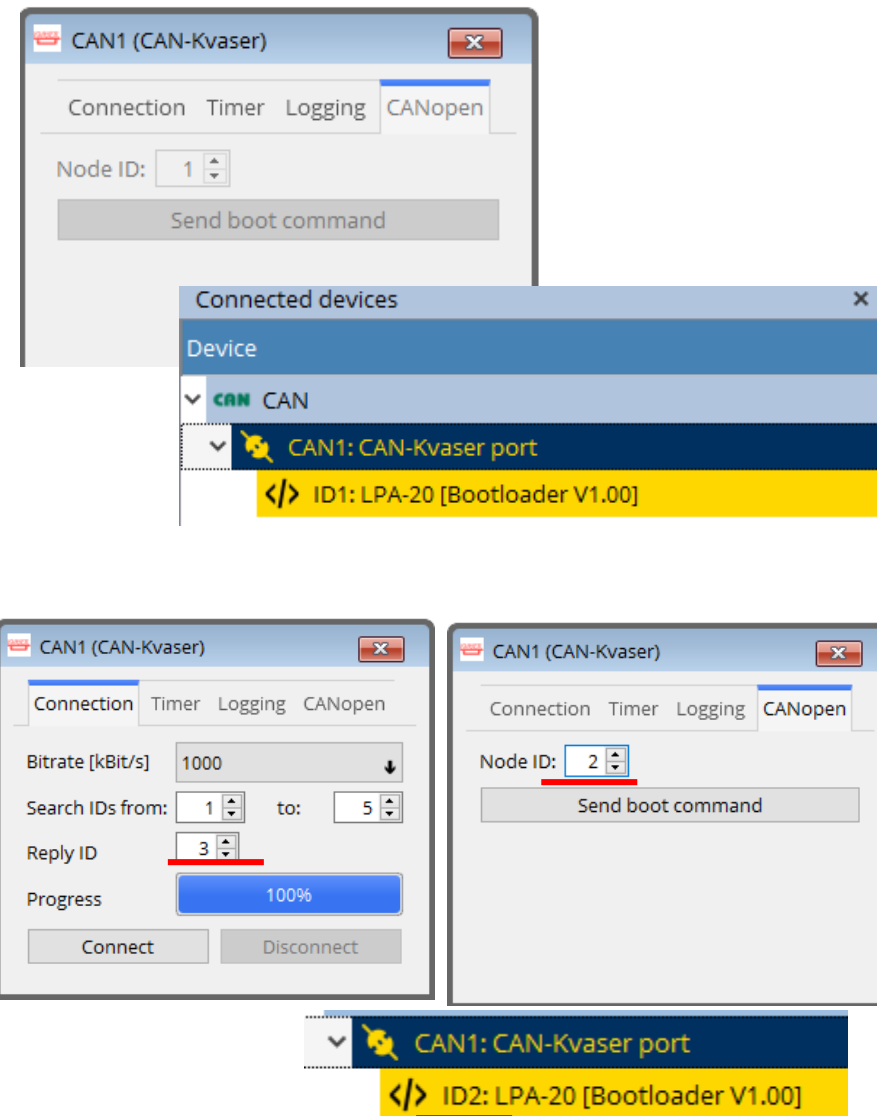 CAN1 (CAN-Kvaser)
Connection Timer Logging CANopen
Node ID: 1
Send boot command
Connected devices
Device
CAN CAN
CAN1: CAN-Kvaser port
</> ID1: LPA-20 [Bootloader V1.00]
CAN1 (CAN-Kvaser)
Connection Timer Logging CANopen
Bitrate [kBit/s] 1000
Search IDs from: 1 to: 5
Reply ID 3
Progress 100%
Connect Disconnect
CAN1 (CAN-Kvaser)
Connection Timer Logging CANopen
Node ID: 2
Send boot command
CAN1: CAN-Kvaser port
</> ID2: LPA-20 [Bootloader V1.00]